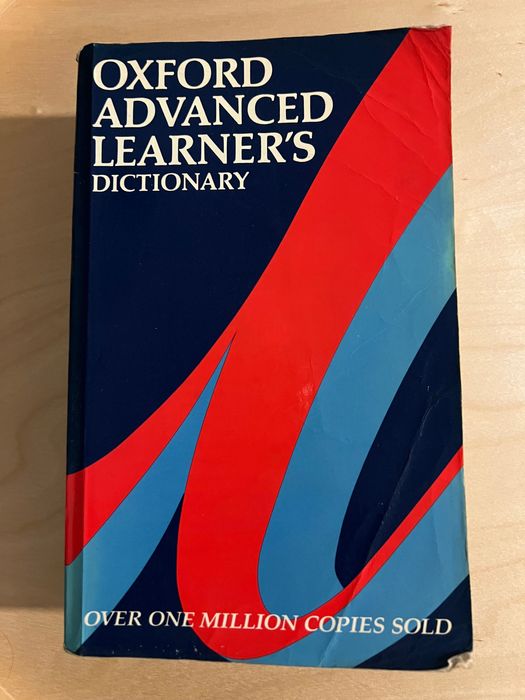 OXFORD
ADVANCED
LEARNER'S
DICTIONARY
OVER ONE MILLION COPIES SOLD